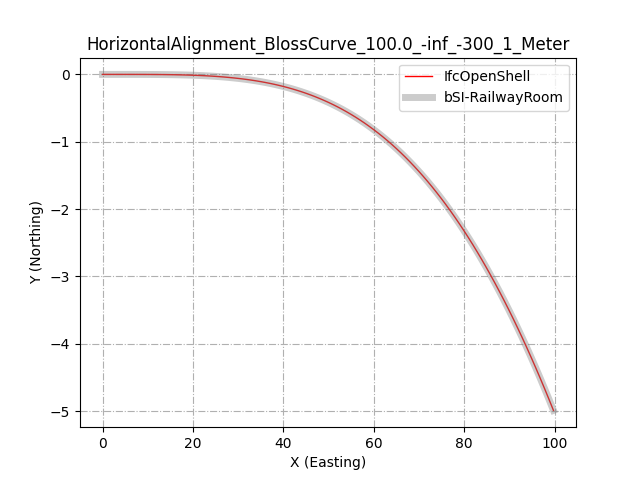 HorizontalAlignment_BlossCurve_100.0_-inf_-300_1_Meter
IfcOpenShell
bSI-RailwayRoom
0
−1
−2
−3
−4
−5
Y (Northing)
0 20 40 60 80 100
X (Easting)